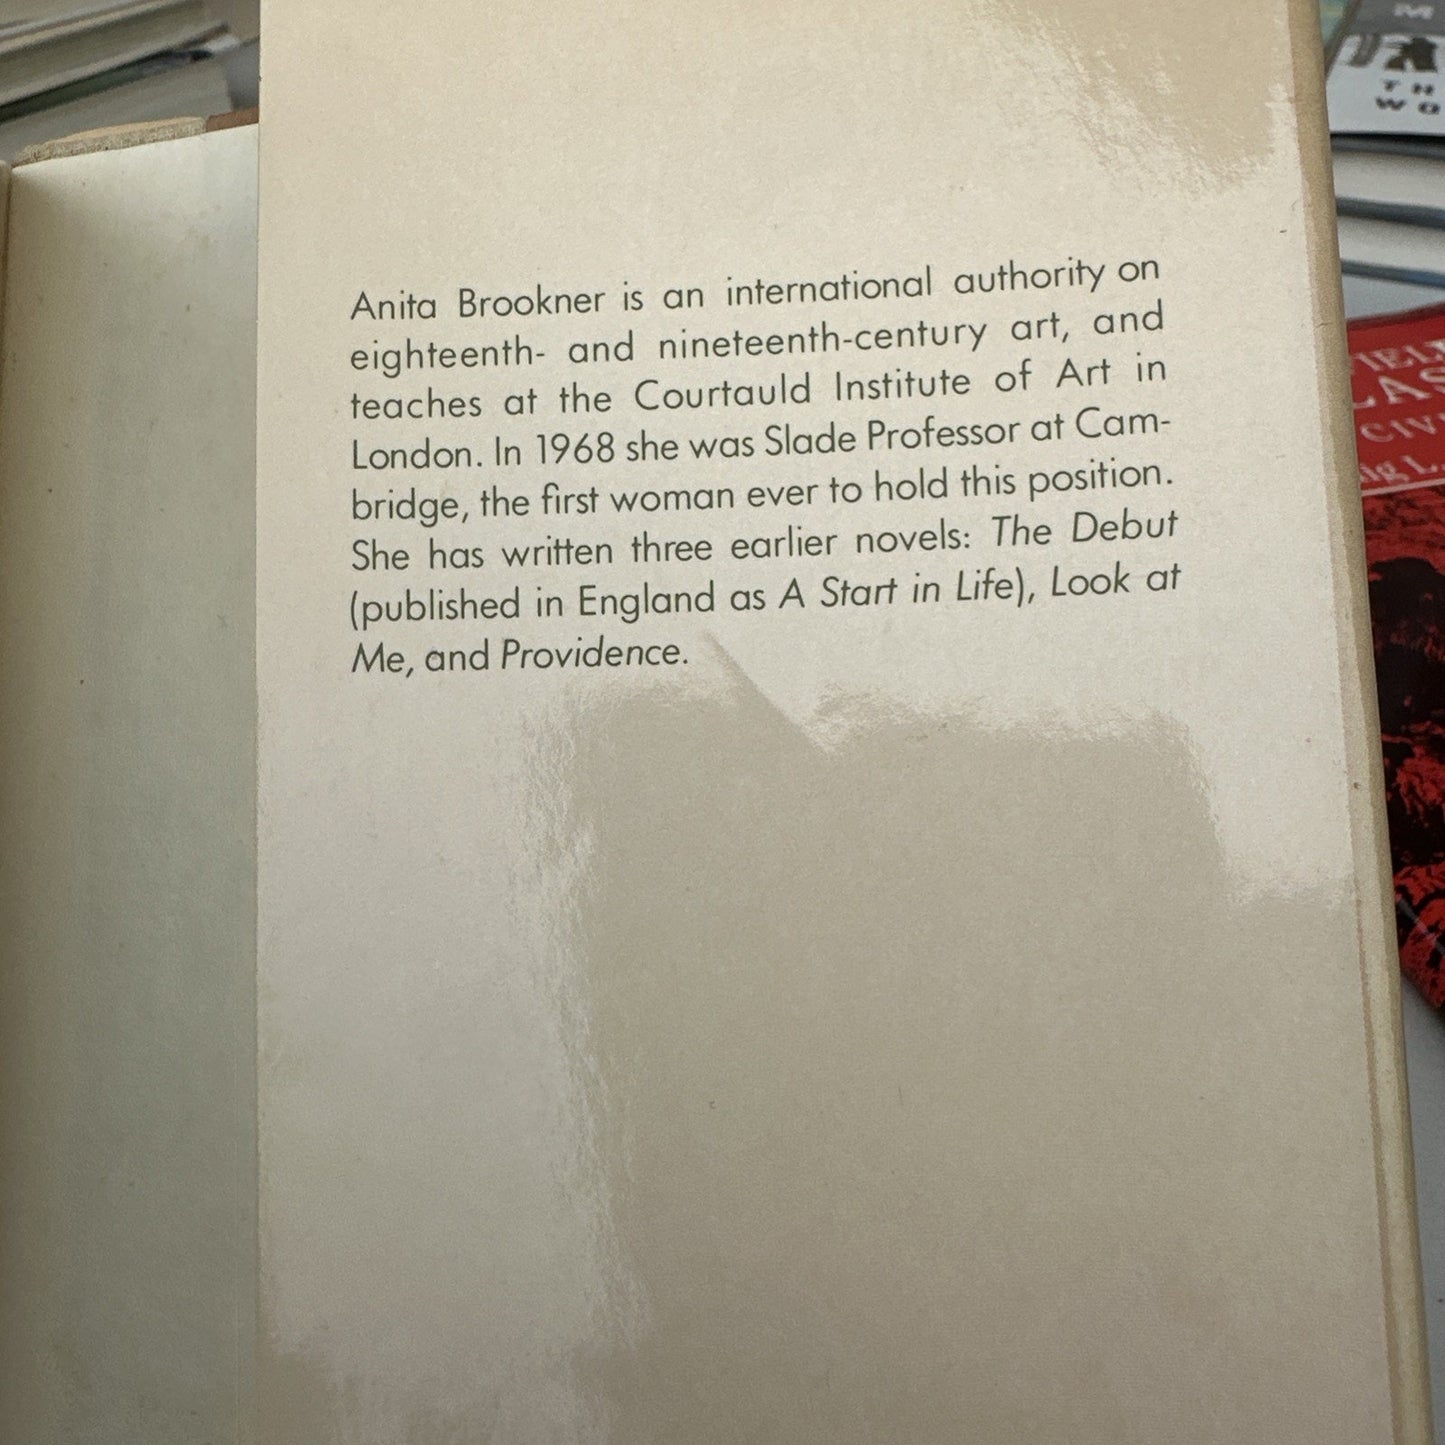 Anita Brookner is an international authority on
eighteenth- and nineteenth-century art, and
teaches at the Courtauld Institute of Art in
London. In 1968 she was Slade Professor at Cam-
bridge, the first woman ever to hold this position.
She has written three earlier novels: The Debut
(published in England as A Start in Life), Look at
Me, and Providence.